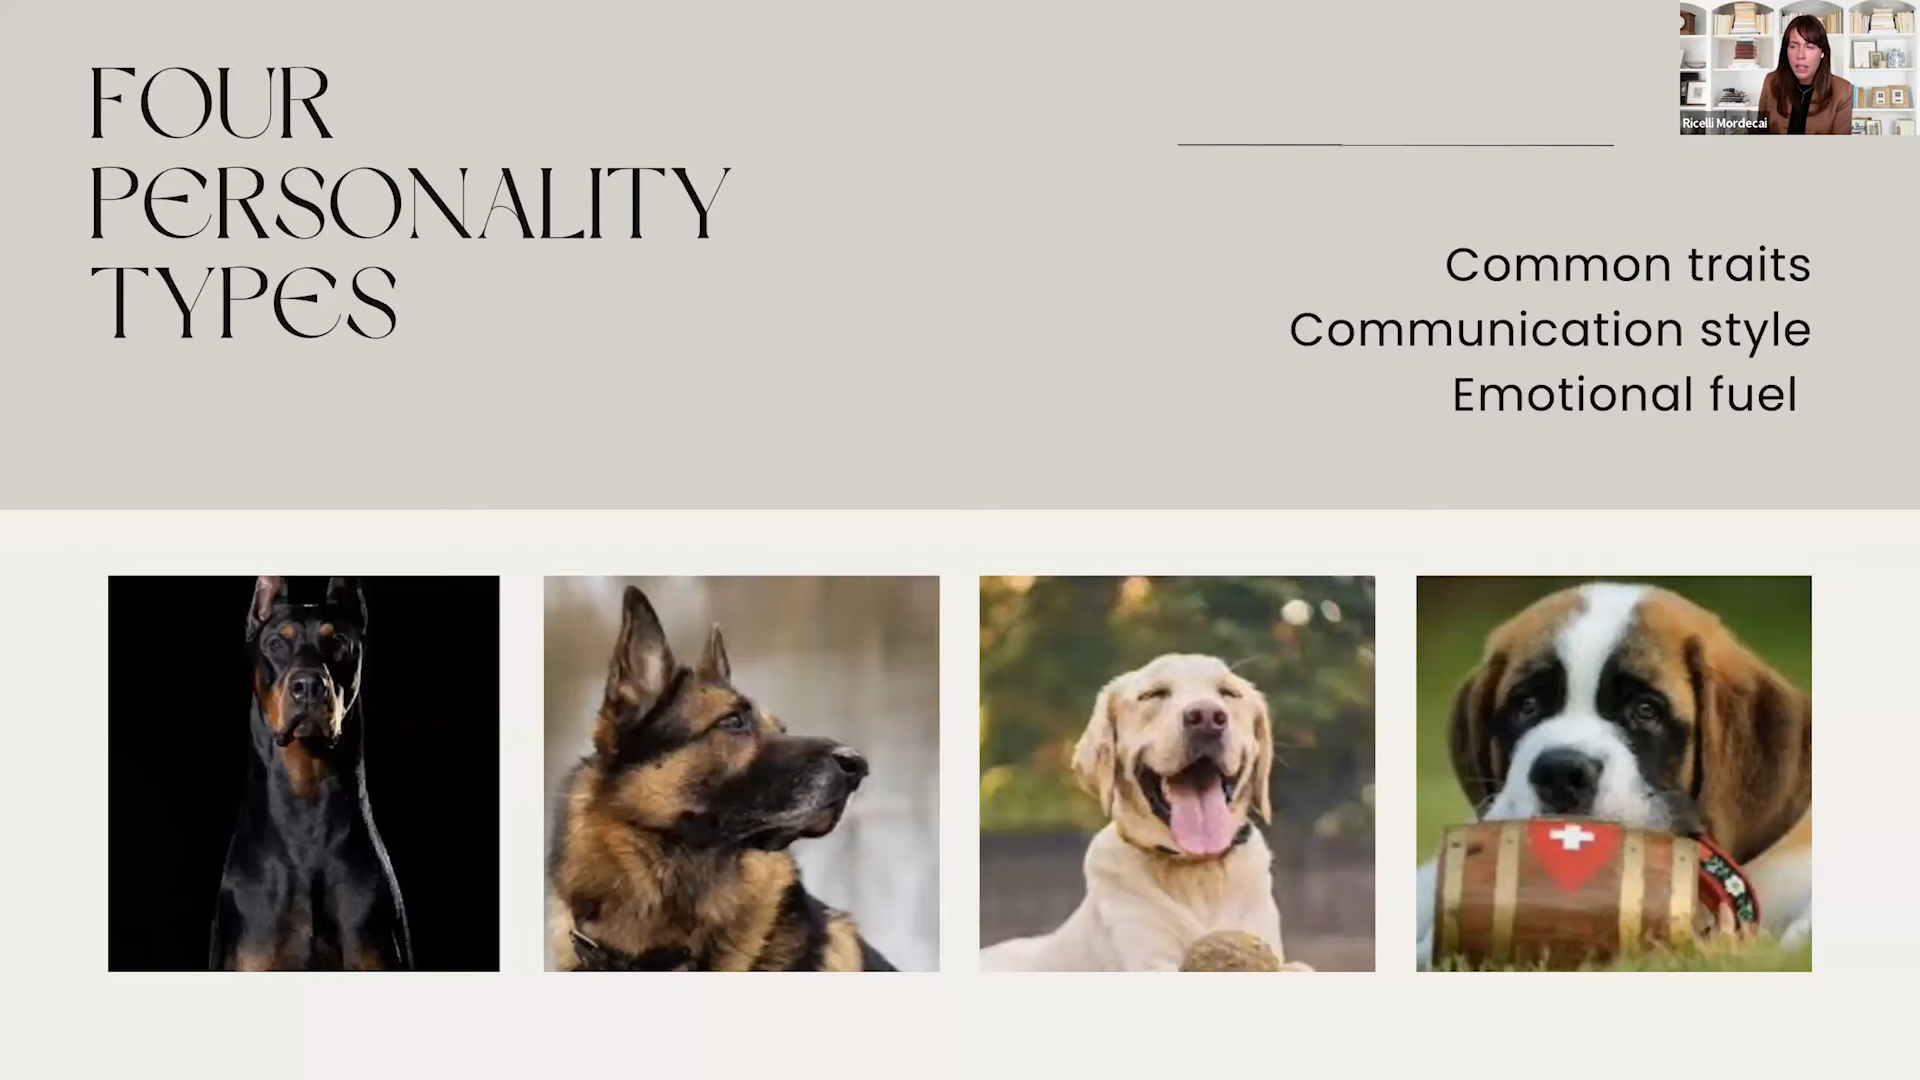 FOUR
PERSONALITY
TYPES
Ricelli Mordecai
Common traits
Communication style
Emotional fuel